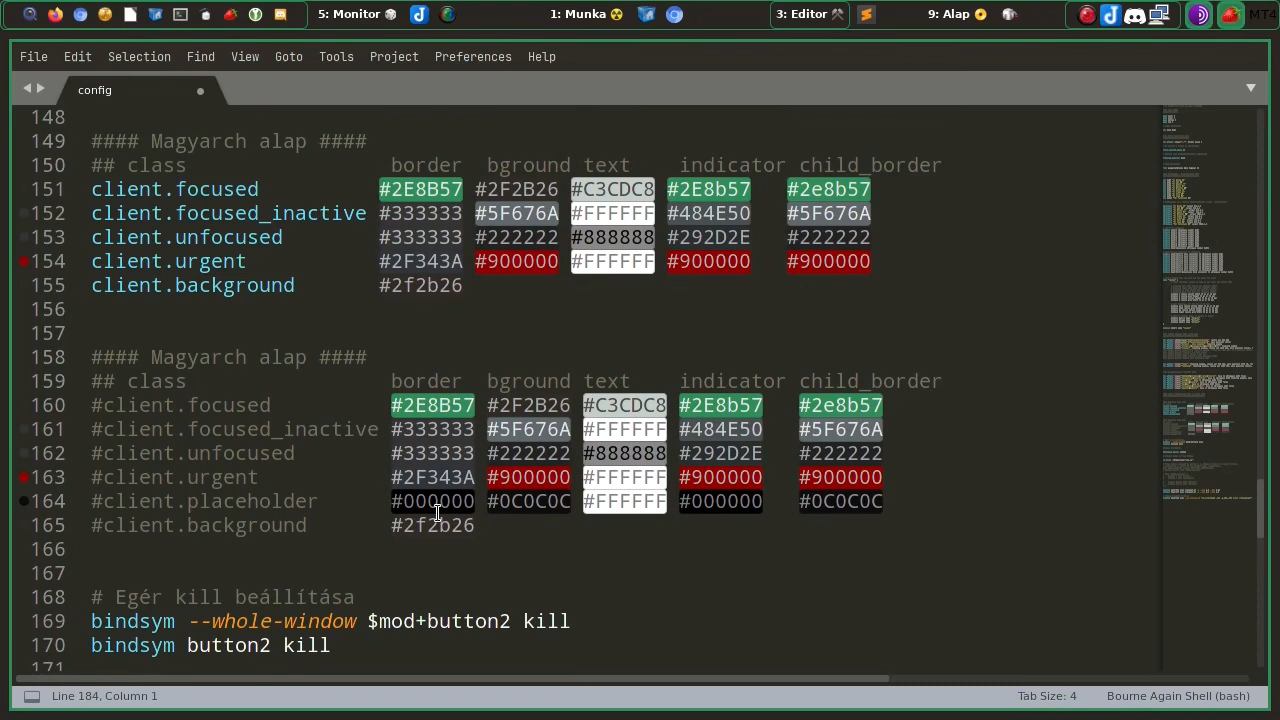 5: Monitor
1: Munka
3: Editor
9: Alap
MT4
File Edit Selection Find View Goto Tools Project Preferences Help
config
148
149 #### Magyarch alap ####
150 ## class border bground text indicator child_border
151 client.focused #2E8B57 #2F2B26 #C3CDC8 #2E8b57 #2e8b57
152 client.focused_inactive #333333 #5F676A #FFFFFF #484E50 #5F676A
153 client.unfocused #333333 #222222 #888888 #292D2E #222222
154 client.urgent #2F343A #900000 #FFFFFF #900000 #900000
155 client.background #2f2b26
156
157
158 #### Magyarch alap ####
159 ## class border bground text indicator child_border
160 #client.focused #2E8B57 #2F2B26 #C3CDC8 #2E8b57 #2e8b57
161 #client.focused_inactive #333333 #5F676A #FFFFFF #484E50 #5F676A
162 #client.unfocused #333333 #222222 #888888 #292D2E #222222
163 #client.urgent #2F343A #900000 #FFFFFF #900000 #900000
164 #client.placeholder #000000 #0C0C0C #FFFFFF #000000 #0C0C0C
165 #client.background #2f2b26
166
167
168 # Egér kill beállítása
169 bindsym --whole-window $mod+button2 kill
170 bindsym button2 kill
171
Line 184, Column 1 Tab Size: 4 Bourne Again Shell (bash)